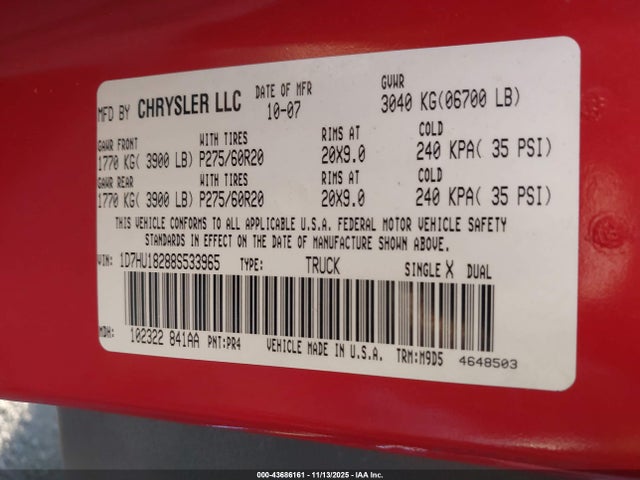 MFD BY CHRYSLER LLC DATE OF MFR 10-07 GVWR 3040 KG(06700 LB)
GAWR FRONT WITH TIRES RIMS AT COLD
1770 KG( 3900 LB) P275/60R20 20X9.0 240 KPA( 35 PSI)
GAWR REAR WITH TIRES RIMS AT COLD
1770 KG( 3900 LB) P275/60R20 20X9.0 240 KPA( 35 PSI)
THIS VEHICLE CONFORMS TO ALL APPLICABLE U.S.A. FEDERAL MOTOR VEHICLE SAFETY
STANDARDS IN EFFECT ON THE DATE OF MANUFACTURE SHOWN ABOVE.
VIN: 1D7HU18288S533965 TYPE: TRUCK SINGLE X DUAL
MDH: 102322 841AA PNT:PR4 VEHICLE MADE IN U.S.A. TRM:M9D5 4648503
000-43686161 - 11/13/2025 - IAA Inc.